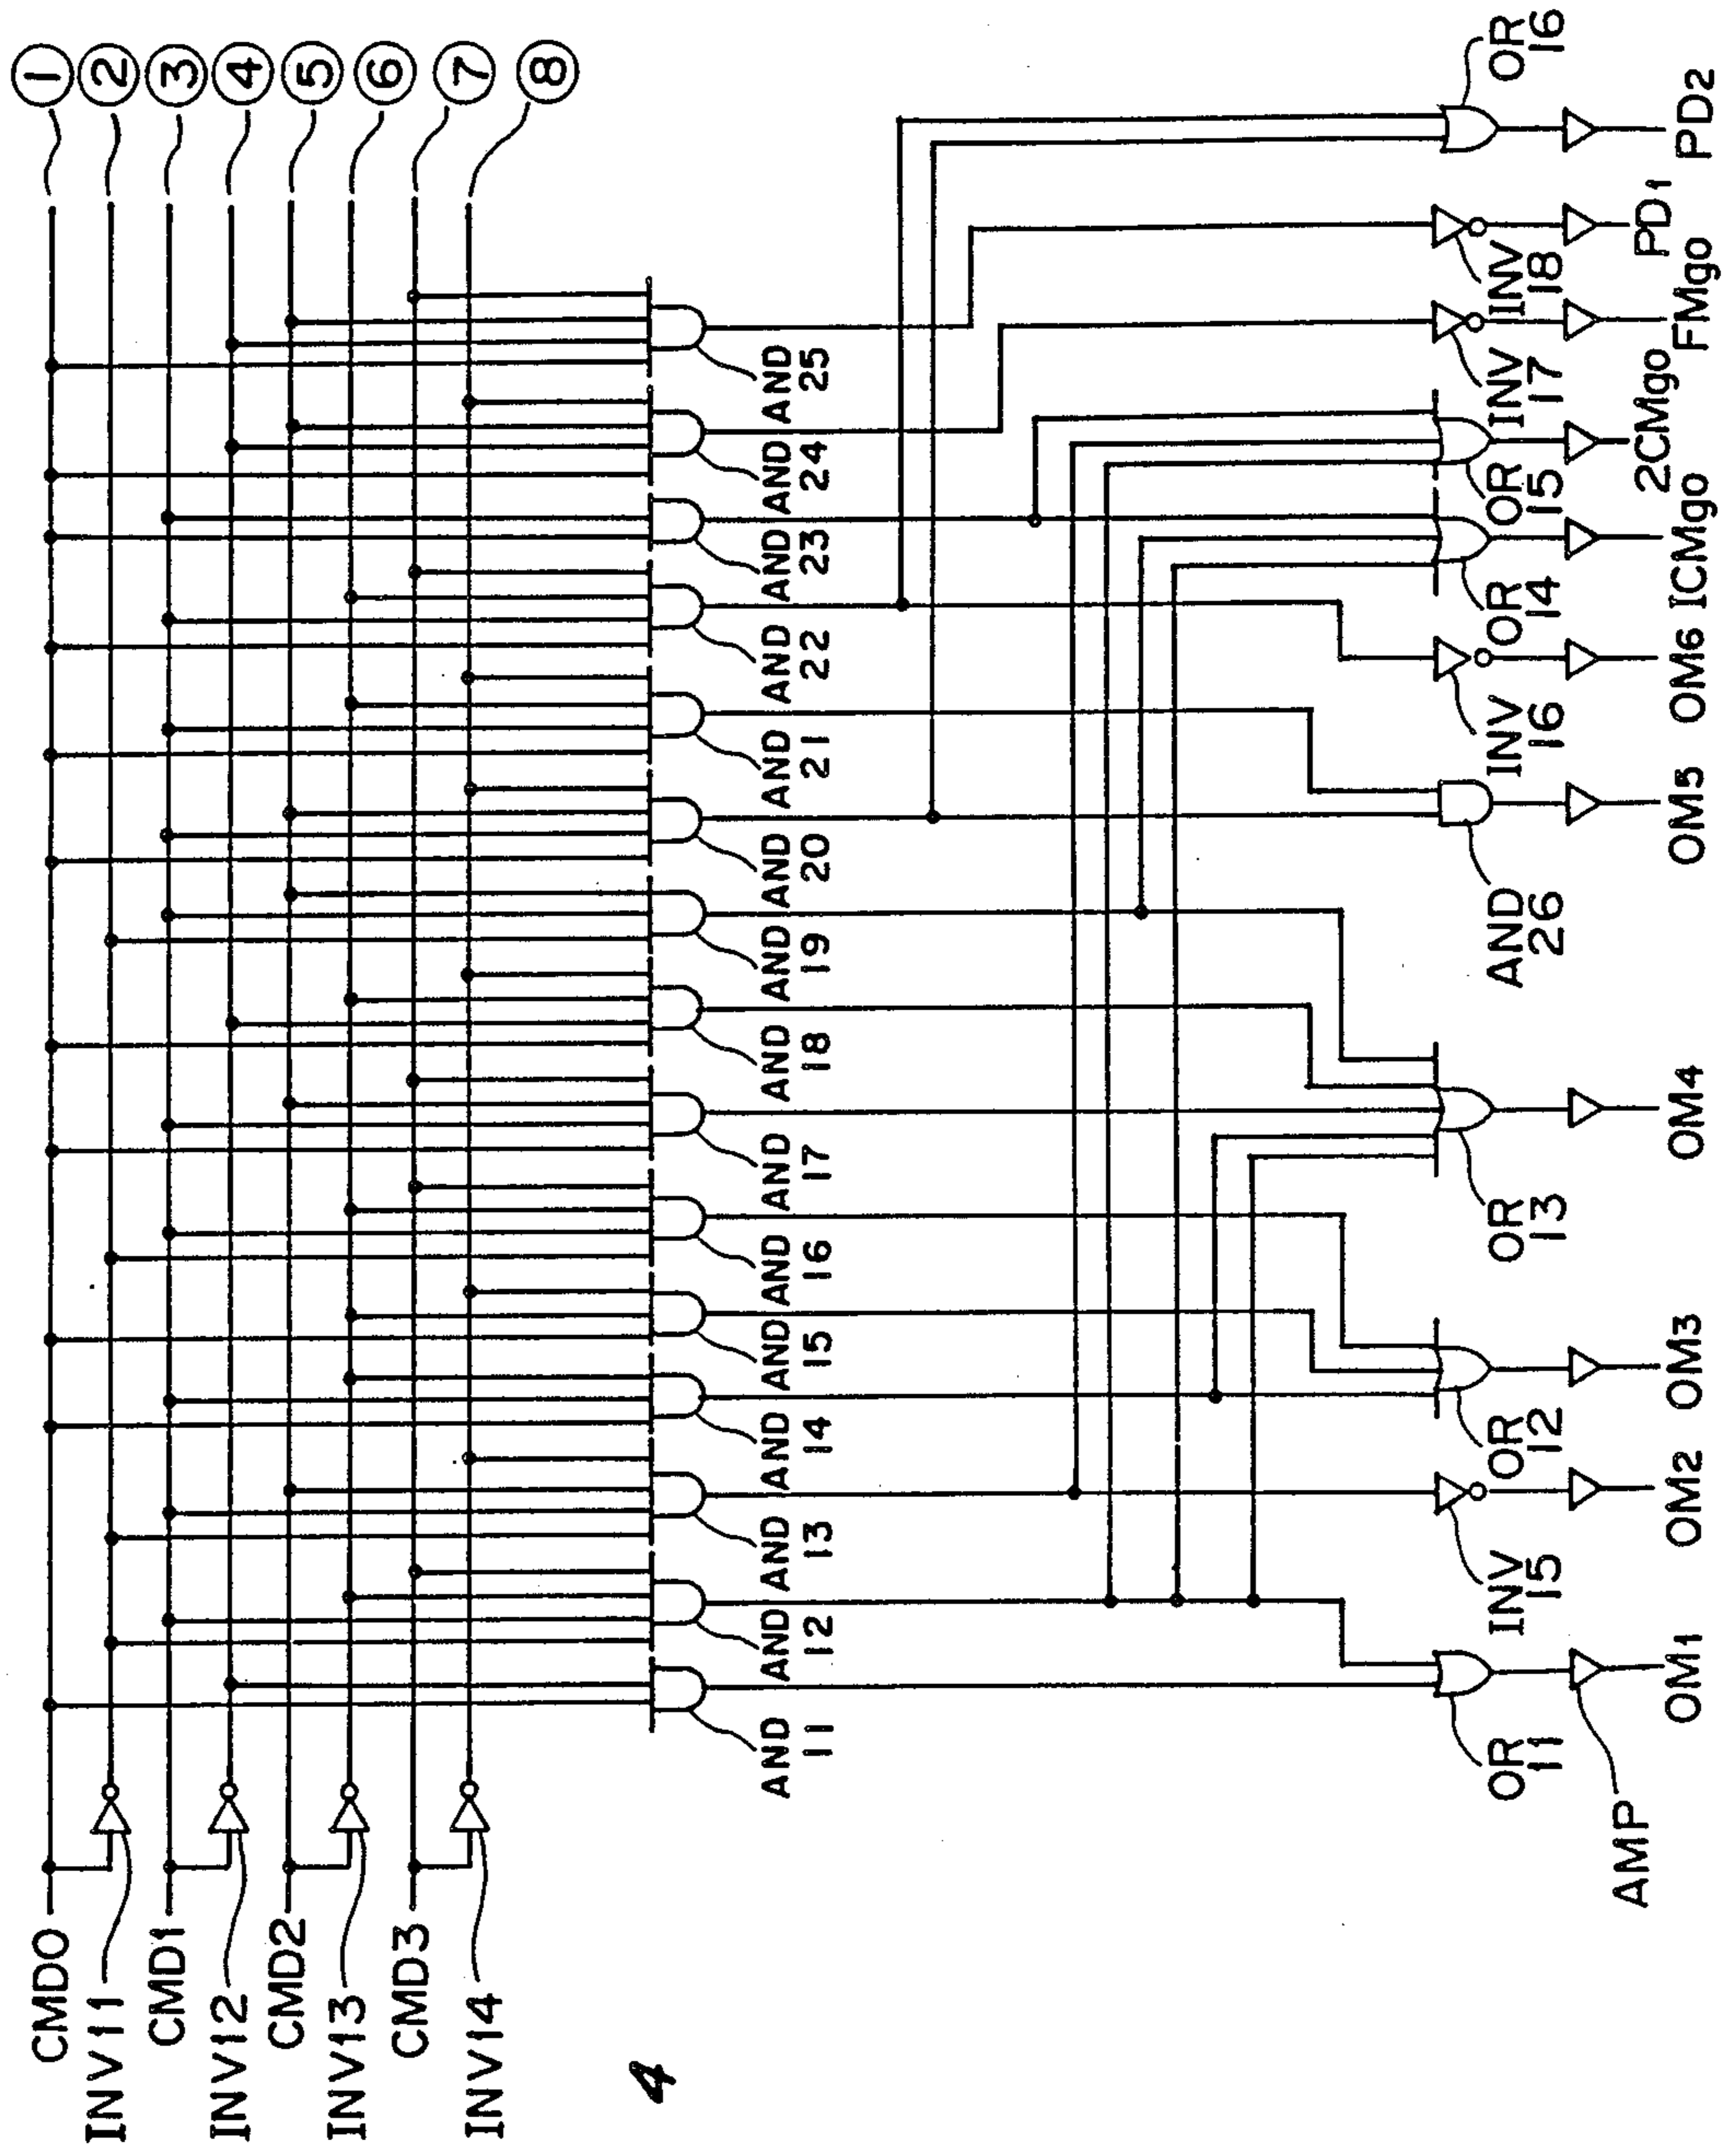 CMD0
INV11
CMD1
INV12
CMD2
INV13
CMD3
INV14
1
2
3
4
5
6
7
8
AND
11
AND
12
AND
13
AND
14
AND
15
AND
16
AND
17
AND
18
AND
19
AND
20
AND
21
AND
22
AND
23
AND
24
AND
25
OR
11
INV
15
OR
12
OR
13
AND
26
INV
16
OR
14
OR
15
INV
17
INV
18
OR
16
AMP
OM1
OM2
OM3
OM4
OM5
OM6
ICMgo
2CMgo
FMgo
PD1
PD2
4